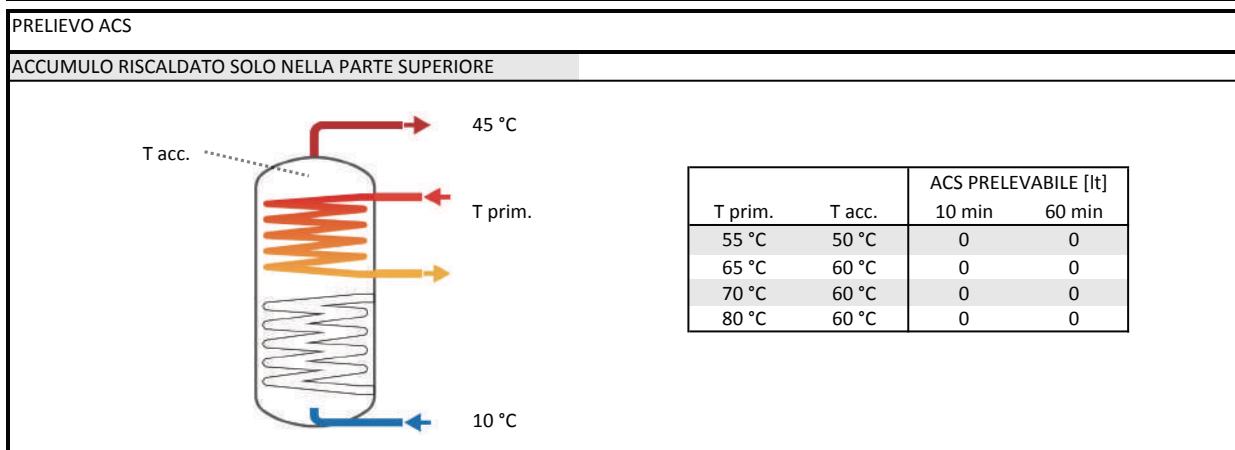 PRELIEVO ACS
ACCUMULO RISCALDATO SOLO NELLA PARTE SUPERIORE
45 °C
T acc.
T prim.
10 °C
ACS PRELEVABILE [lt]
T prim. T acc. 10 min 60 min
55 °C 50 °C 0 0
65 °C 60 °C 0 0
70 °C 60 °C 0 0
80 °C 60 °C 0 0